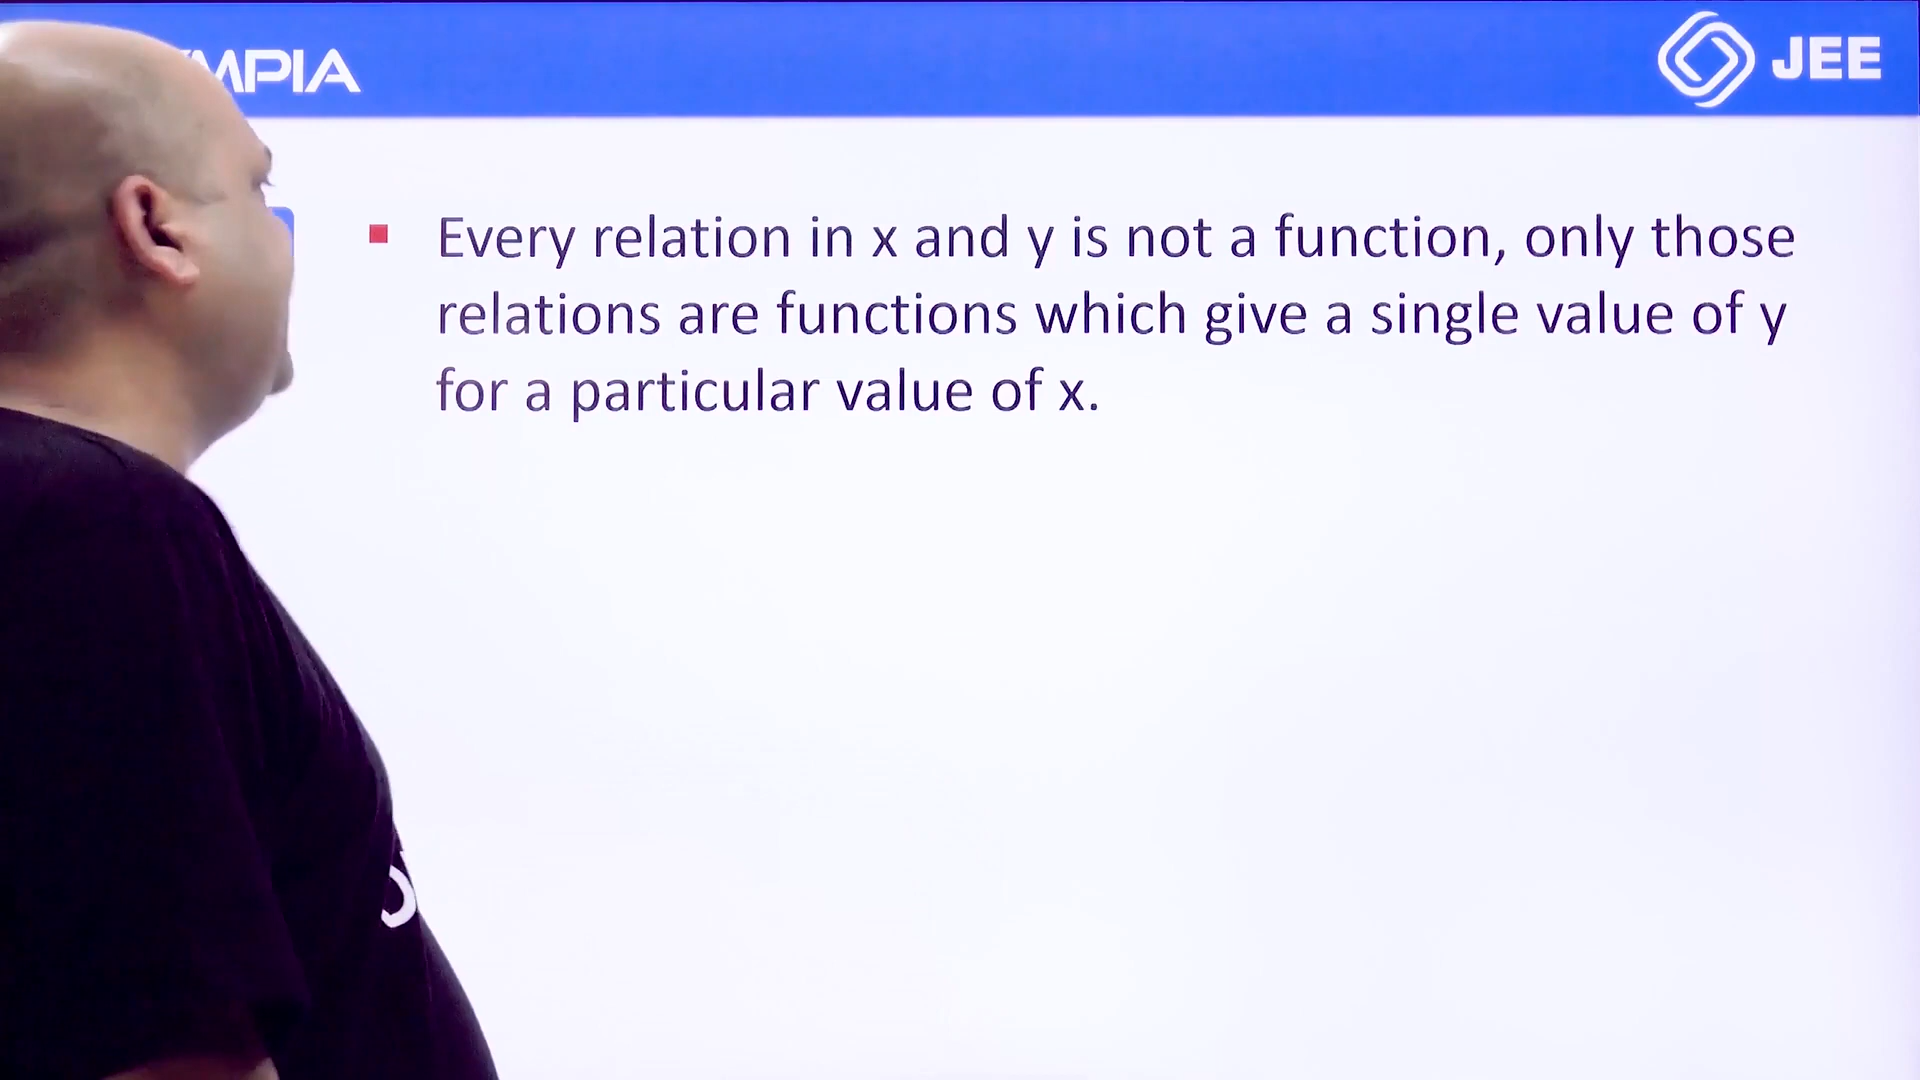 MPIA
JEE
Every relation in x and y is not a function, only those
relations are functions which give a single value of y
for a particular value of x.